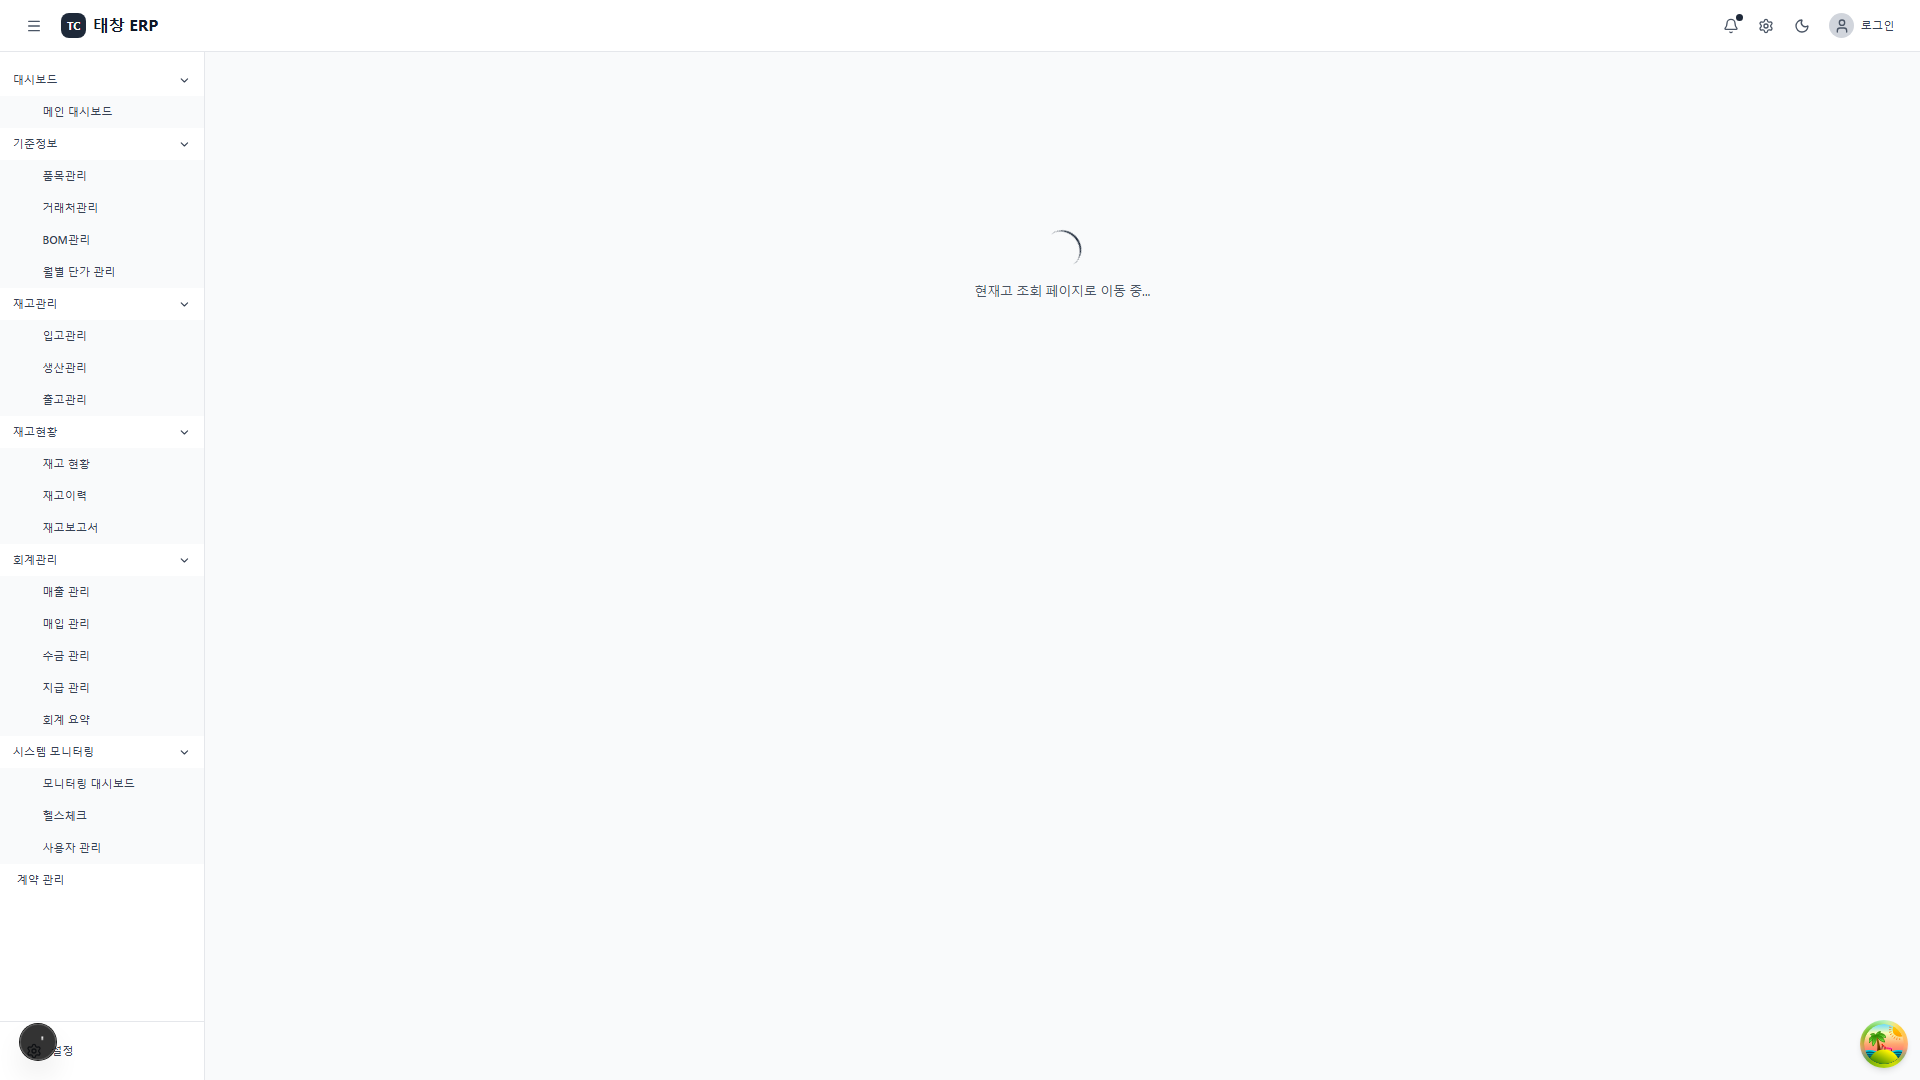 TC 태창 ERP
로그인
대시보드
메인 대시보드
기준정보
품목관리
거래처관리
BOM관리
월별 단가 관리
재고관리
입고관리
생산관리
출고관리
재고현황
재고 현황
재고이력
재고보고서
회계관리
매출 관리
매입 관리
수금 관리
지급 관리
회계 요약
시스템 모니터링
모니터링 대시보드
헬스체크
사용자 관리
계약 관리
설정
현재고 조회 페이지로 이동 중...